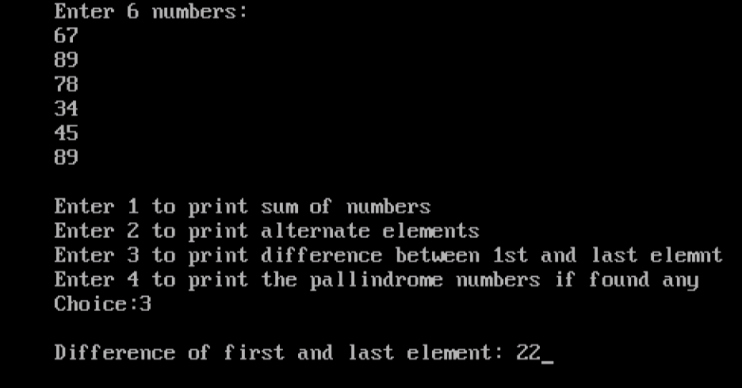 Enter 6 numbers:
67
89
78
34
45
89
Enter 1 to print sum of numbers
Enter 2 to print alternate elements
Enter 3 to print difference between 1st and last elemnt
Enter 4 to print the pallindrome numbers if found any
Choice:3
Difference of first and last element: 22_